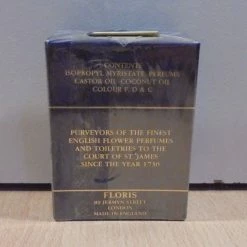 CONTENTS
ISOPROPYL MYRISTATE · PERFUME
CASTOR OIL · COCONUT OIL
COLOUR F. D & C
PURVEYORS OF THE FINEST
ENGLISH FLOWER PERFUMES
AND TOILETRIES TO THE
COURT OF ST JAMES
SINCE THE YEAR 1730
FLORIS
89 JERMYN STREET
LONDON
MADE IN ENGLAND